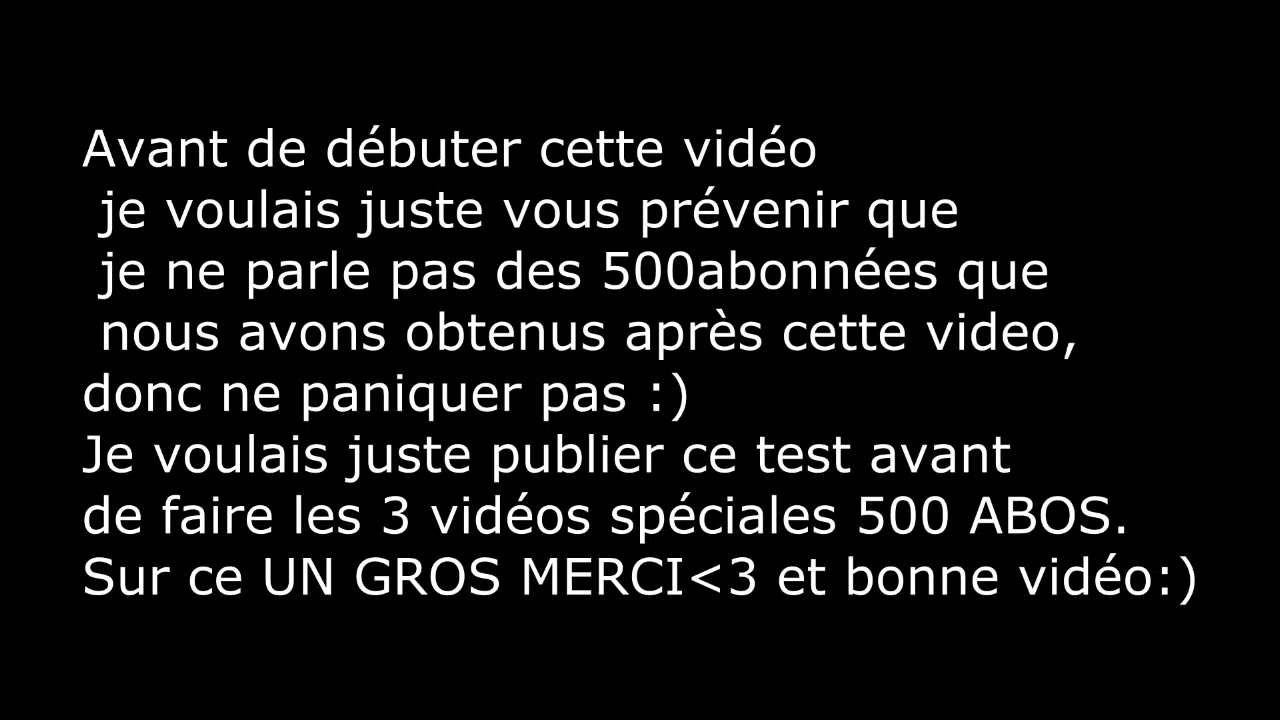 Avant de débuter cette vidéo
je voulais juste vous prévenir que
je ne parle pas des 500abonnées que
nous avons obtenus après cette video,
donc ne paniquer pas :)
Je voulais juste publier ce test avant
de faire les 3 vidéos spéciales 500 ABOS.
Sur ce UN GROS MERCI<3 et bonne vidéo:)